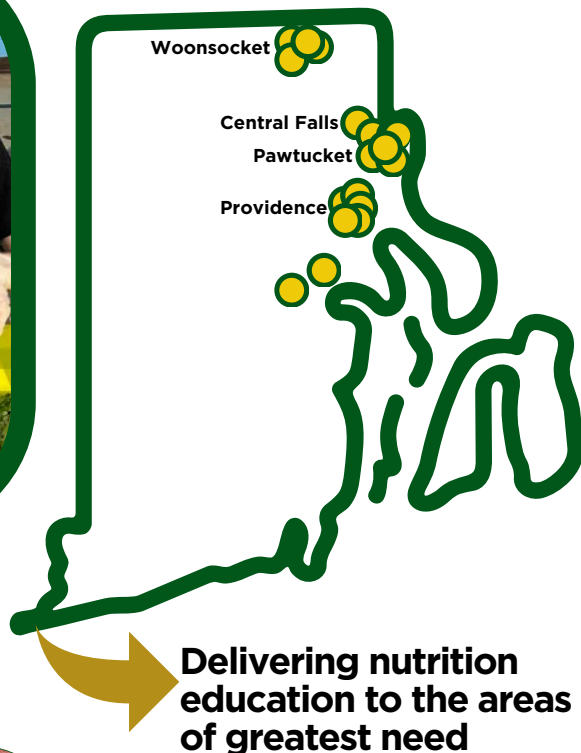 Woonsocket
Central Falls
Pawtucket
Providence
Delivering nutrition
education to the areas
of greatest need